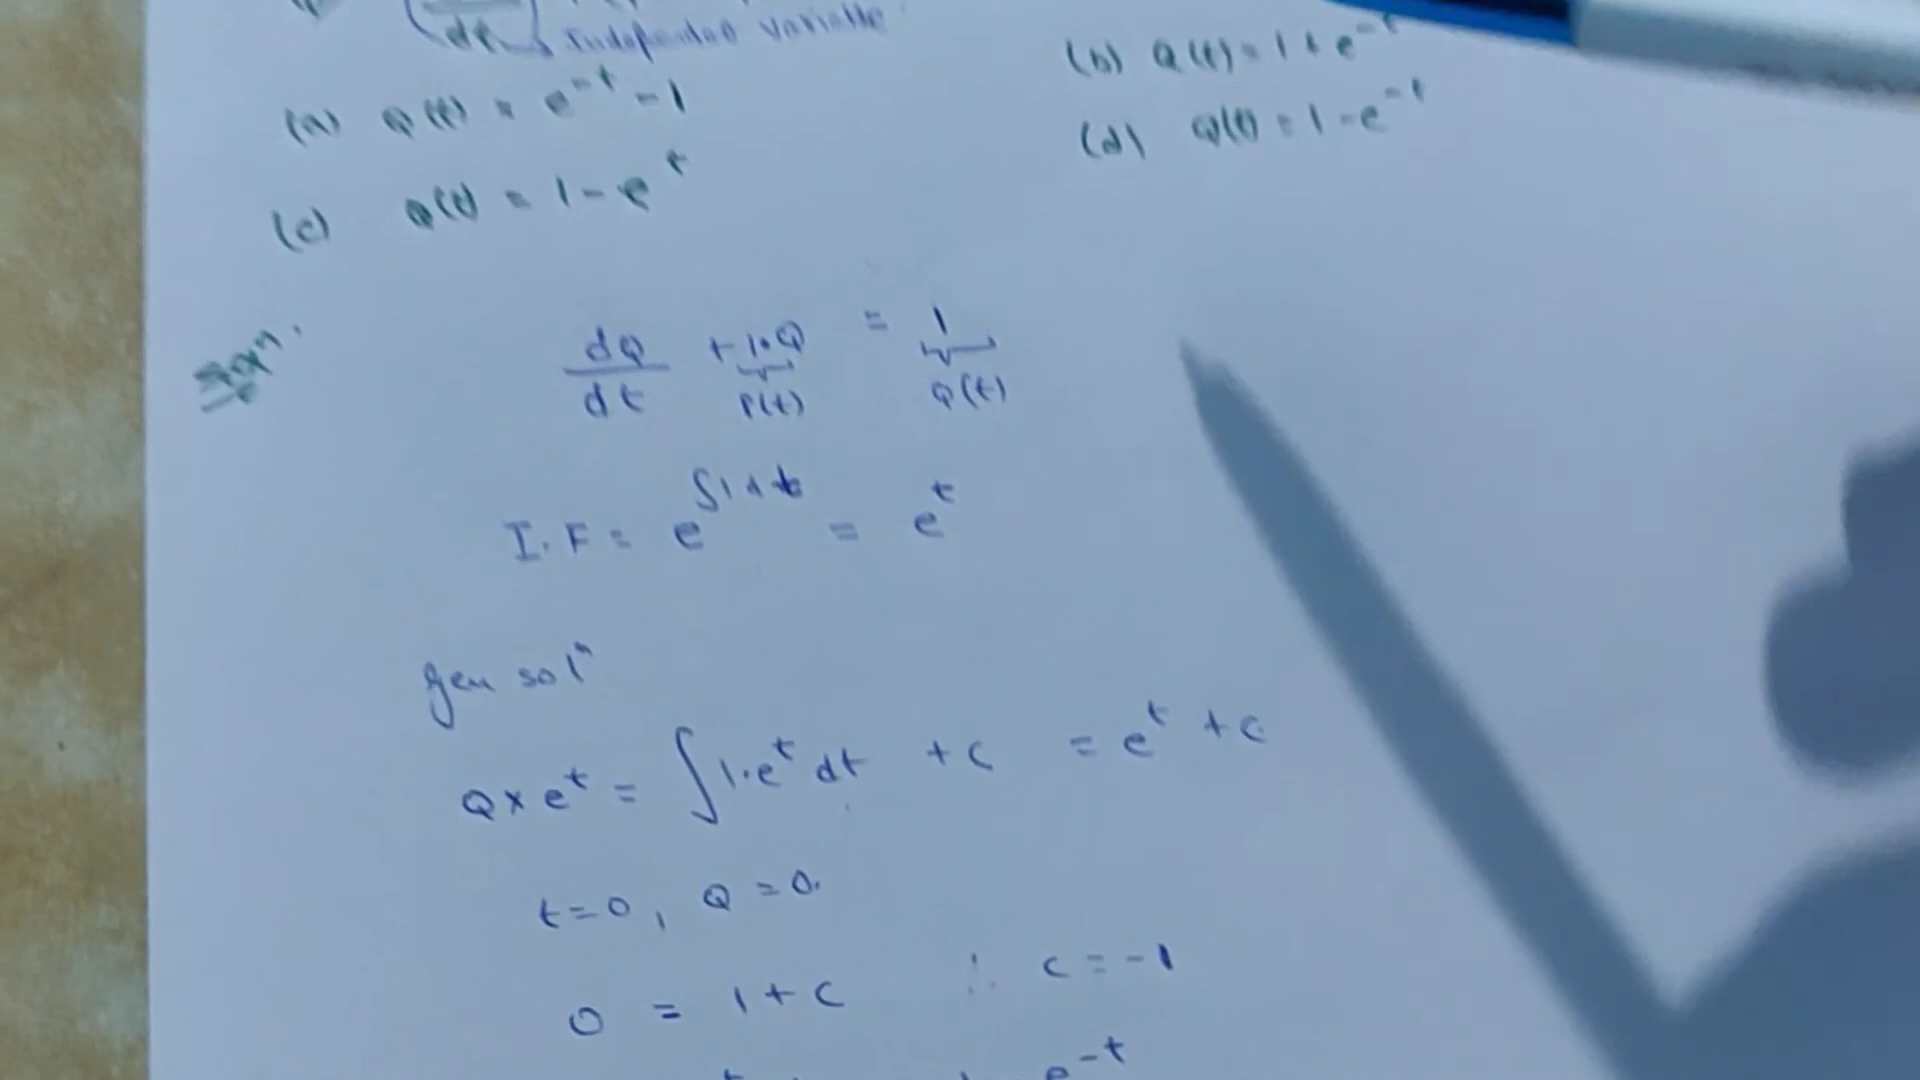 dt Independent variable
(a) Q(t) = e^-t - 1
(b) Q(t) = 1 + e^-t
(c) Q(t) = 1 - e^t
(d) Q(t) = 1 - e^-t
Solⁿ.
dQ/dt + 1·Q = 1
P(t) Q(t)
I.F = e^∫1dt = e^t
Gen solⁿ
Q × e^t = ∫1·e^t dt + c = e^t + c
t=0, Q = 0.
0 = 1 + c ∴ c = -1
e^-t